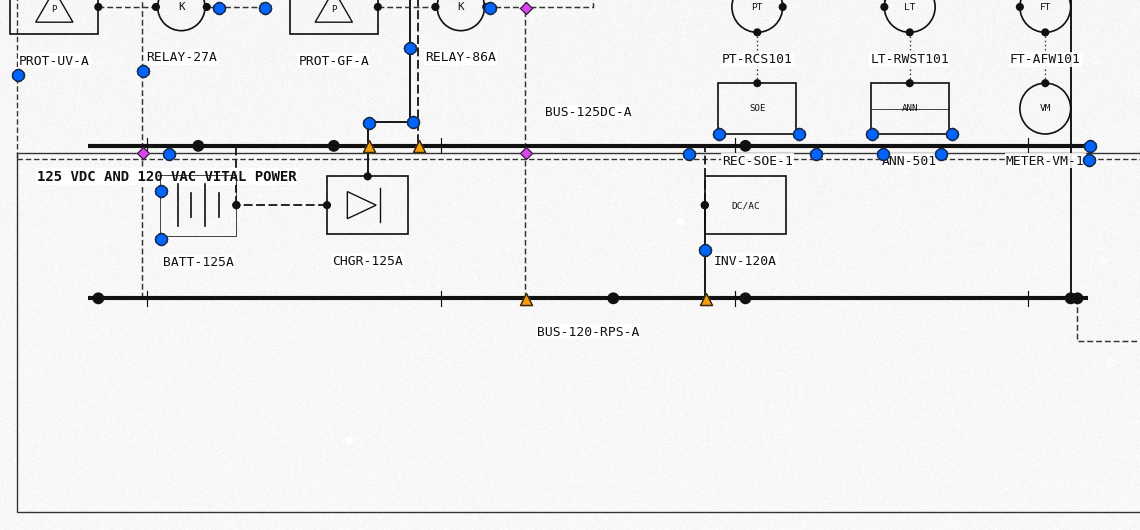 P K P K PT LT FT
PROT-UV-A RELAY-27A PROT-GF-A RELAY-86A PT-RCS101 LT-RWST101 FT-AFW101
SOE ANN VM
BUS-125DC-A
REC-SOE-1 ANN-501 METER-VM-1
125 VDC AND 120 VAC VITAL POWER
DC/AC
BATT-125A CHGR-125A INV-120A
BUS-120-RPS-A